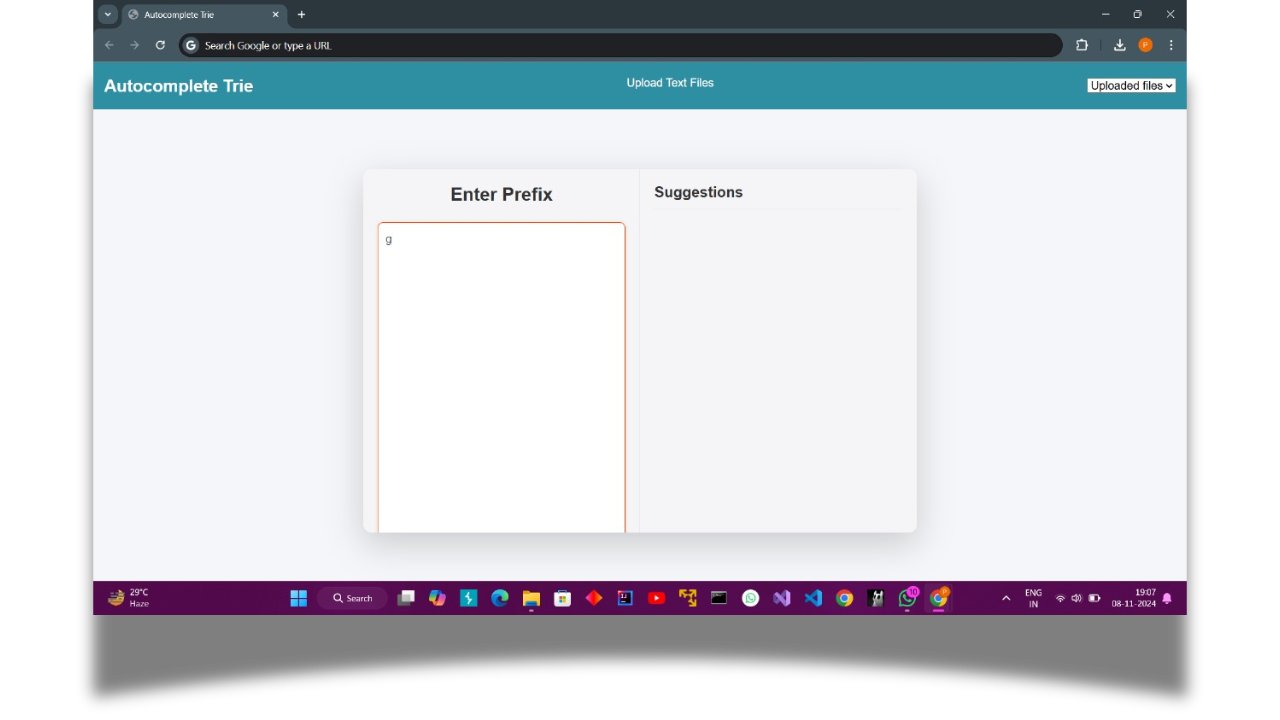 Autocomplete Trie
Search Google or type a URL
Autocomplete Trie
Upload Text Files
Uploaded files
Enter Prefix
Suggestions
g
29°C
Haze
Search
10
ENG
IN
19:07
08-11-2024